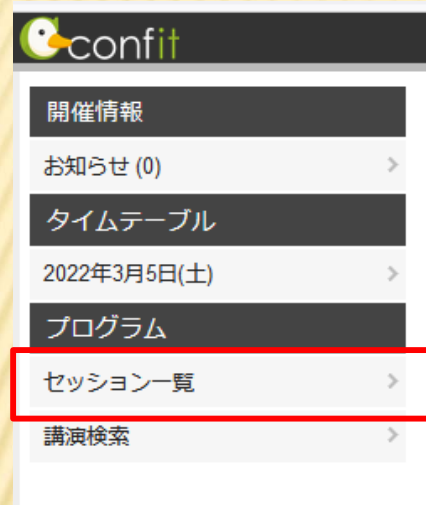 confit
開催情報
お知らせ (0)
タイムテーブル
2022年3月5日(土)
プログラム
セッション一覧
講演検索